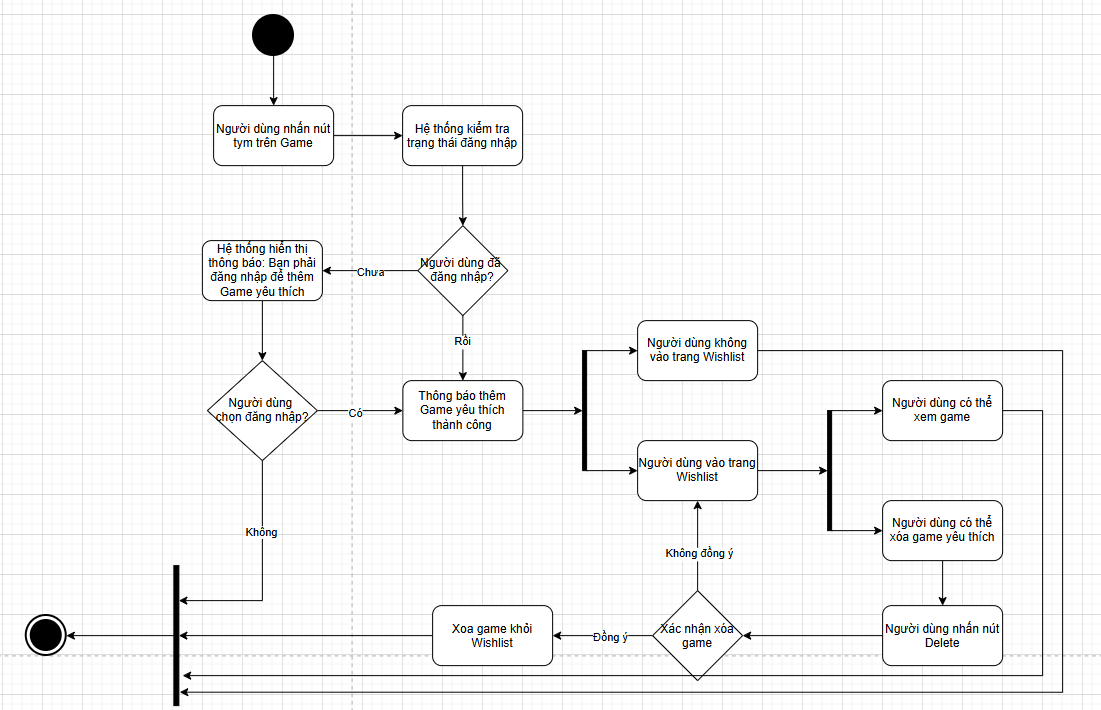 Người dùng nhấn nút
tym trên Game
Hệ thống kiểm tra
trạng thái đăng nhập
Hệ thống hiển thị
thông báo: Bạn phải
đăng nhập để thêm
Game yêu thích
Chưa
Người dùng đã
đăng nhập?
Rồi
Người dùng
chọn đăng nhập?
Có
Thông báo thêm
Game yêu thích
thành công
Người dùng không
vào trang Wishlist
Người dùng vào trang
Wishlist
Người dùng có thể
xem game
Người dùng có thể
xóa game yêu thích
Không
Không đồng ý
Xoa game khỏi
Wishlist
Đồng ý
Xác nhận xóa
game
Người dùng nhấn nút
Delete